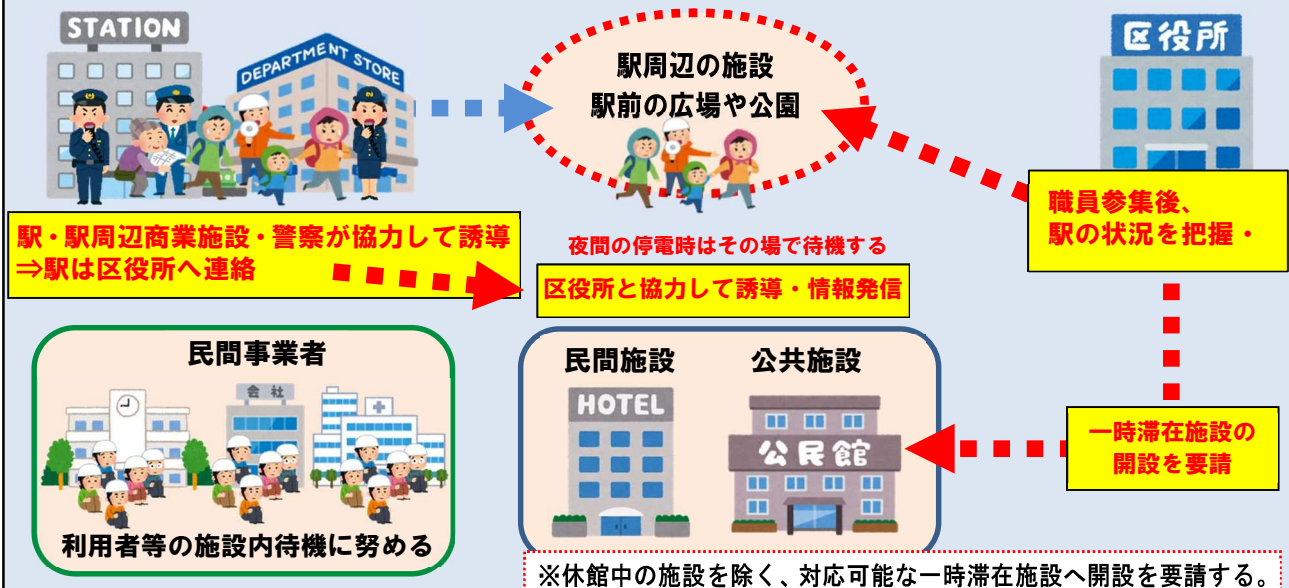 STATION
DEPARTMENT STORE
駅周辺の施設
駅前の広場や公園
区役所
駅・駅周辺商業施設・警察が協力して誘導
⇒駅は区役所へ連絡
夜間の停電時はその場で待機する
区役所と協力して誘導・情報発信
職員参集後、
駅の状況を把握・
民間事業者
会社
利用者等の施設内待機に努める
民間施設
公共施設
HOTEL
公民館
一時滞在施設の
開設を要請
※休館中の施設を除く、対応可能な一時滞在施設へ開設を要請する。